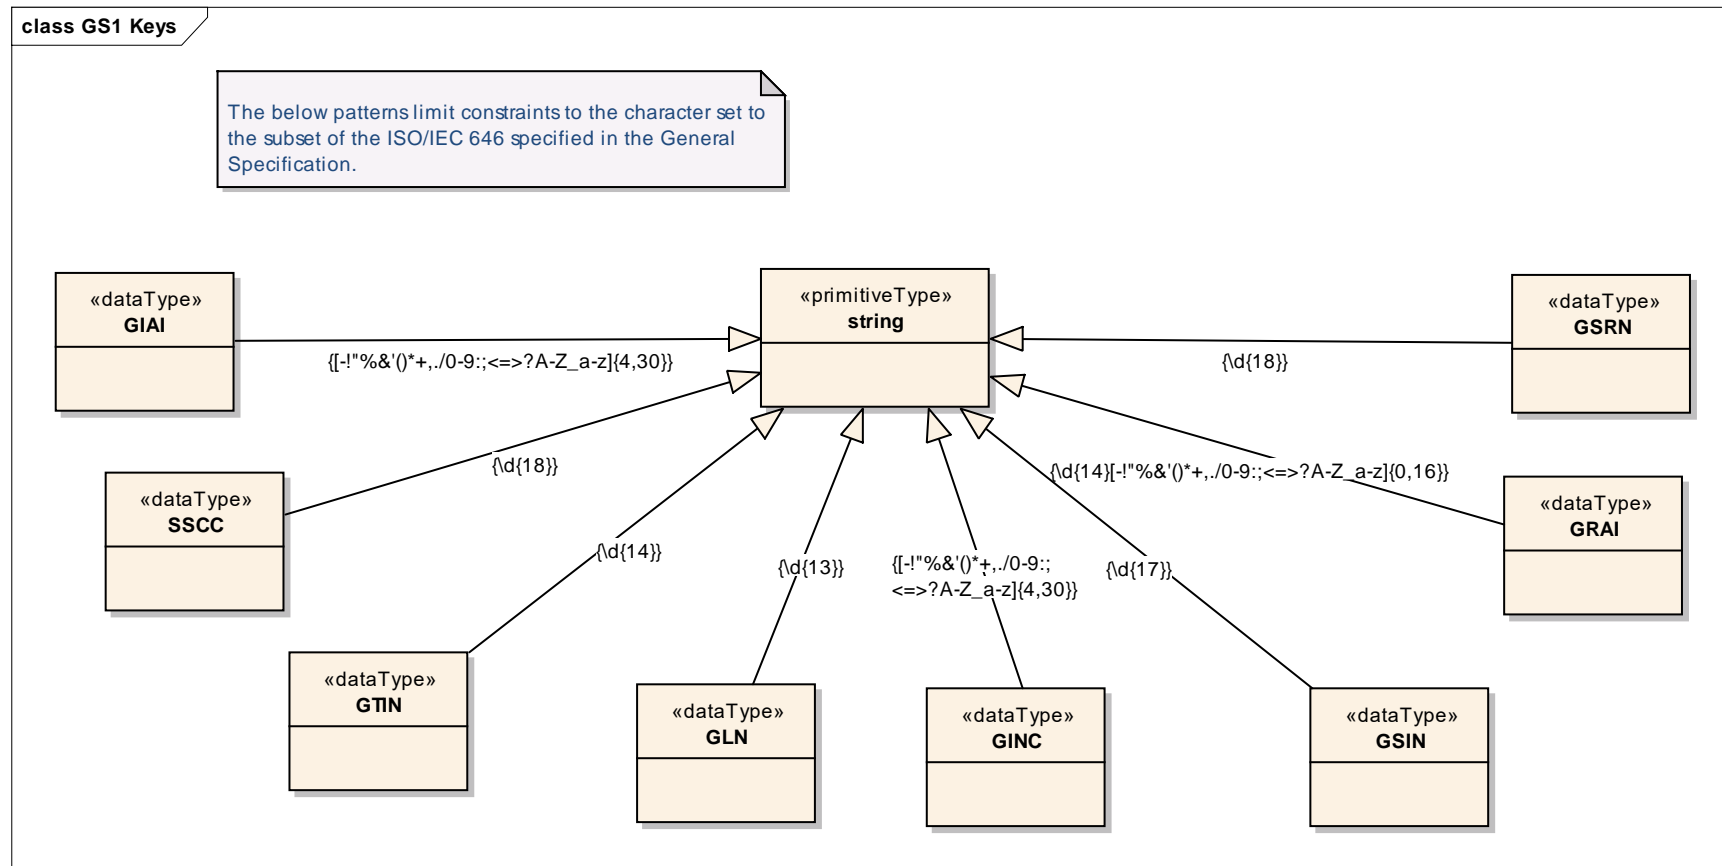 class GS1 Keys
The below patterns limit constraints to the character set to
the subset of the ISO/IEC 646 specified in the General
Specification.
«dataType»
GIAI
{[-!"%&'()*+,./0-9:;<=>?A-Z_a-z]{4,30}}
«primitiveType»
string
{\d{18}}
«dataType»
GSRN
«dataType»
SSCC
{\d{18}}
{\d{14}[-!"%&'()*+,./0-9:;<=>?A-Z_a-z]{0,16}}
«dataType»
GRAI
{\d{14}}
{\d{13}}
{[-!"%&'()*+,./0-9:;
<=>?A-Z_a-z]{4,30}}
{\d{17}}
«dataType»
GTIN
«dataType»
GLN
«dataType»
GINC
«dataType»
GSIN